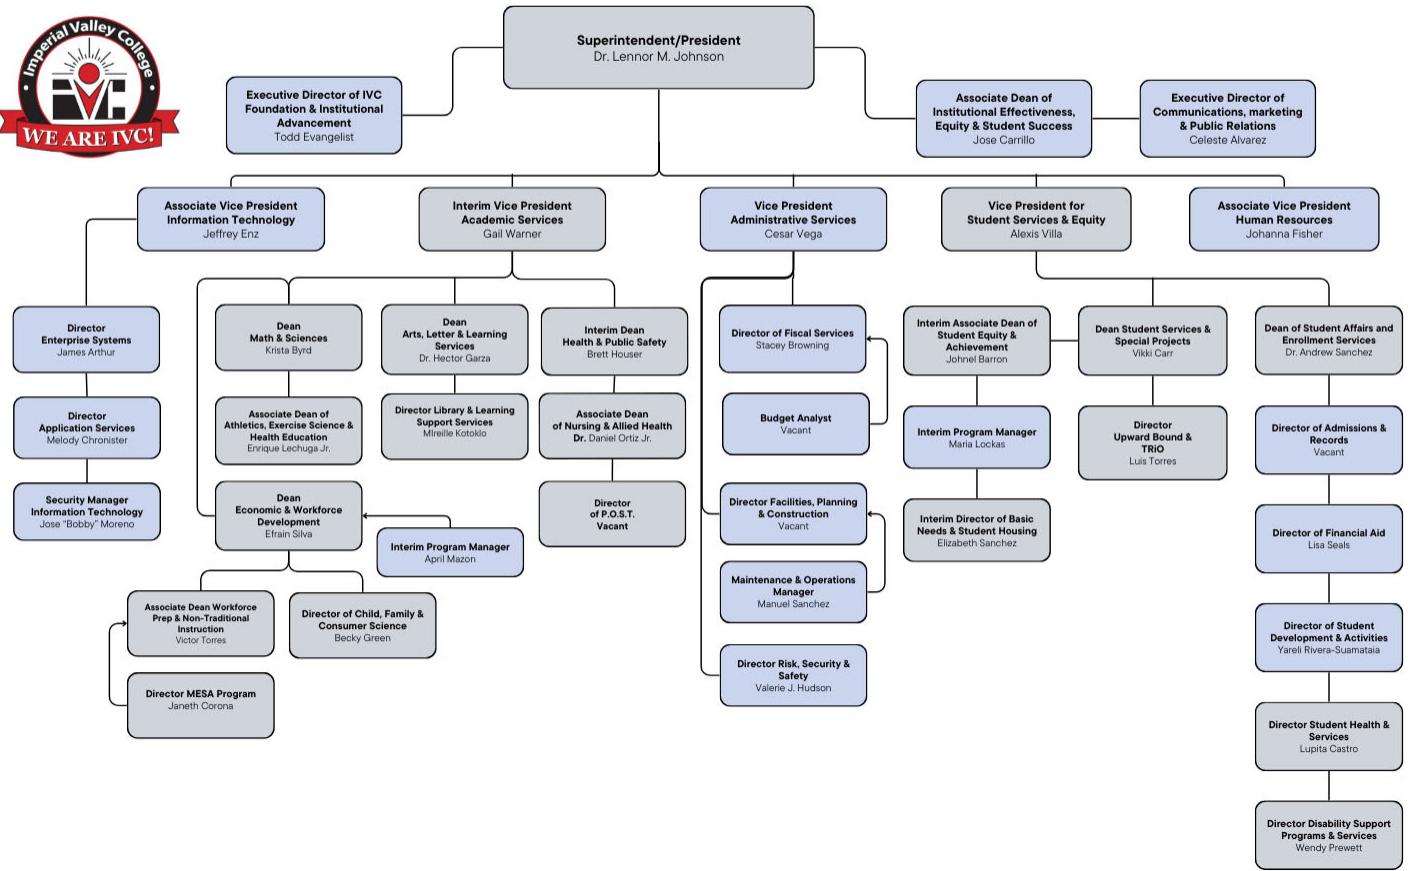 Imperial Valley College
IVC
WE ARE IVC!
Superintendent/President
Dr. Lennor M. Johnson
Executive Director of IVC
Foundation & Institutional
Advancement
Todd Evangelist
Associate Dean of
Institutional Effectiveness,
Equity & Student Success
Jose Carrillo
Executive Director of
Communications, marketing
& Public Relations
Celeste Alvarez
Associate Vice President
Information Technology
Jeffrey Enz
Interim Vice President
Academic Services
Gail Warner
Vice President
Administrative Services
Cesar Vega
Vice President for
Student Services & Equity
Alexis Villa
Associate Vice President
Human Resources
Johanna Fisher
Director
Enterprise Systems
James Arthur
Director
Application Services
Melody Chronister
Security Manager
Information Technology
Jose "Bobby" Moreno
Dean
Math & Sciences
Krista Byrd
Associate Dean of
Athletics, Exercise Science &
Health Education
Enrique Lechuga Jr.
Dean
Economic & Workforce
Development
Efrain Silva
Interim Program Manager
April Mazon
Associate Dean Workforce
Prep & Non-Traditional
Instruction
Victor Torres
Director of Child, Family &
Consumer Science
Becky Green
Director MESA Program
Janeth Corona
Dean
Arts, Letter & Learning
Services
Dr. Hector Garza
Director Library & Learning
Support Services
MIreille Kotoklo
Interim Dean
Health & Public Safety
Brett Houser
Associate Dean
of Nursing & Allied Health
Dr. Daniel Ortiz Jr.
Director
of P.O.S.T.
Vacant
Director of Fiscal Services
Stacey Browning
Budget Analyst
Vacant
Director Facilities, Planning
& Construction
Vacant
Maintenance & Operations
Manager
Manuel Sanchez
Director Risk, Security &
Safety
Valerie J. Hudson
Interim Associate Dean of
Student Equity &
Achievement
Johnel Barron
Interim Program Manager
Maria Lockas
Interim Director of Basic
Needs & Student Housing
Elizabeth Sanchez
Dean Student Services &
Special Projects
Vikki Carr
Director
Upward Bound &
TRiO
Luis Torres
Dean of Student Affairs and
Enrollment Services
Dr. Andrew Sanchez
Director of Admissions &
Records
Vacant
Director of Financial Aid
Lisa Seals
Director of Student
Development & Activities
Yareli Rivera-Suamataia
Director Student Health &
Services
Lupita Castro
Director Disability Support
Programs & Services
Wendy Prewett